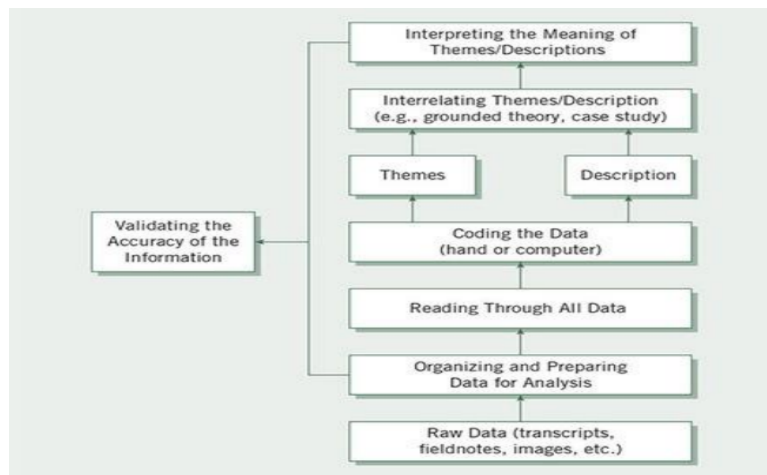 Interpreting the Meaning of
Themes/Descriptions
Interrelating Themes/Description
(e.g., grounded theory, case study)
Themes
Description
Validating the
Accuracy of the
Information
Coding the Data
(hand or computer)
Reading Through All Data
Organizing and Preparing
Data for Analysis
Raw Data (transcripts,
fieldnotes, images, etc.)